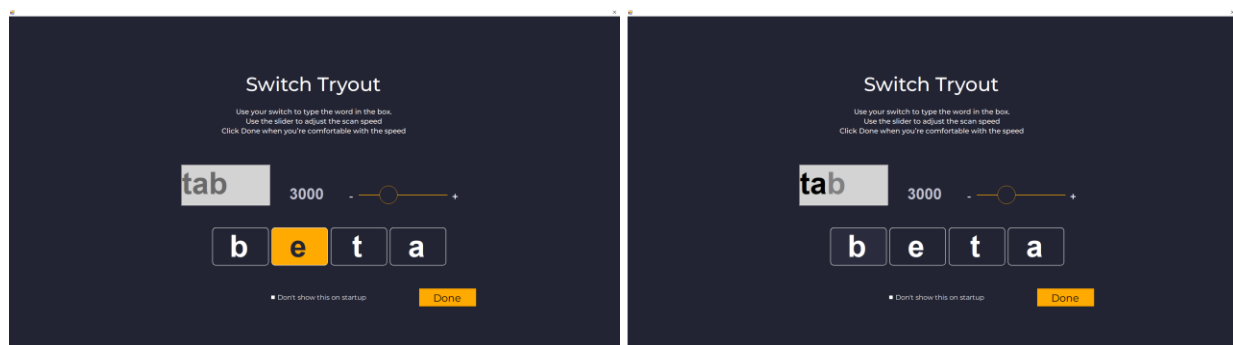 Switch Tryout
Use your switch to type the word in the box.
Use the slider to adjust the scan speed
Click Done when you're comfortable with the speed
tab
3000
- +
b e t a
Don't show this on startup
Done
Switch Tryout
Use your switch to type the word in the box.
Use the slider to adjust the scan speed
Click Done when you're comfortable with the speed
tab
3000
- +
b e t a
Don't show this on startup
Done